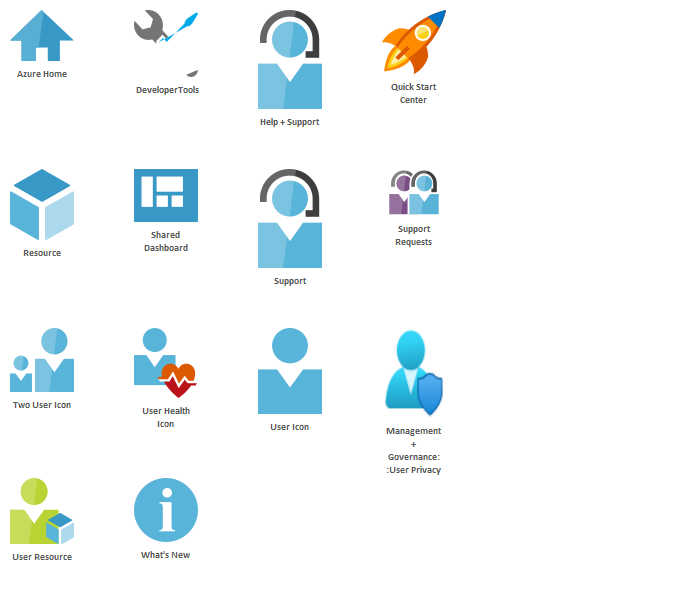 Azure Home
DeveloperTools
Help + Support
Quick Start
Center
Resource
Shared
Dashboard
Support
Support
Requests
Two User Icon
User Health
Icon
User Icon
Management
+
Governance:
:User Privacy
User Resource
What's New